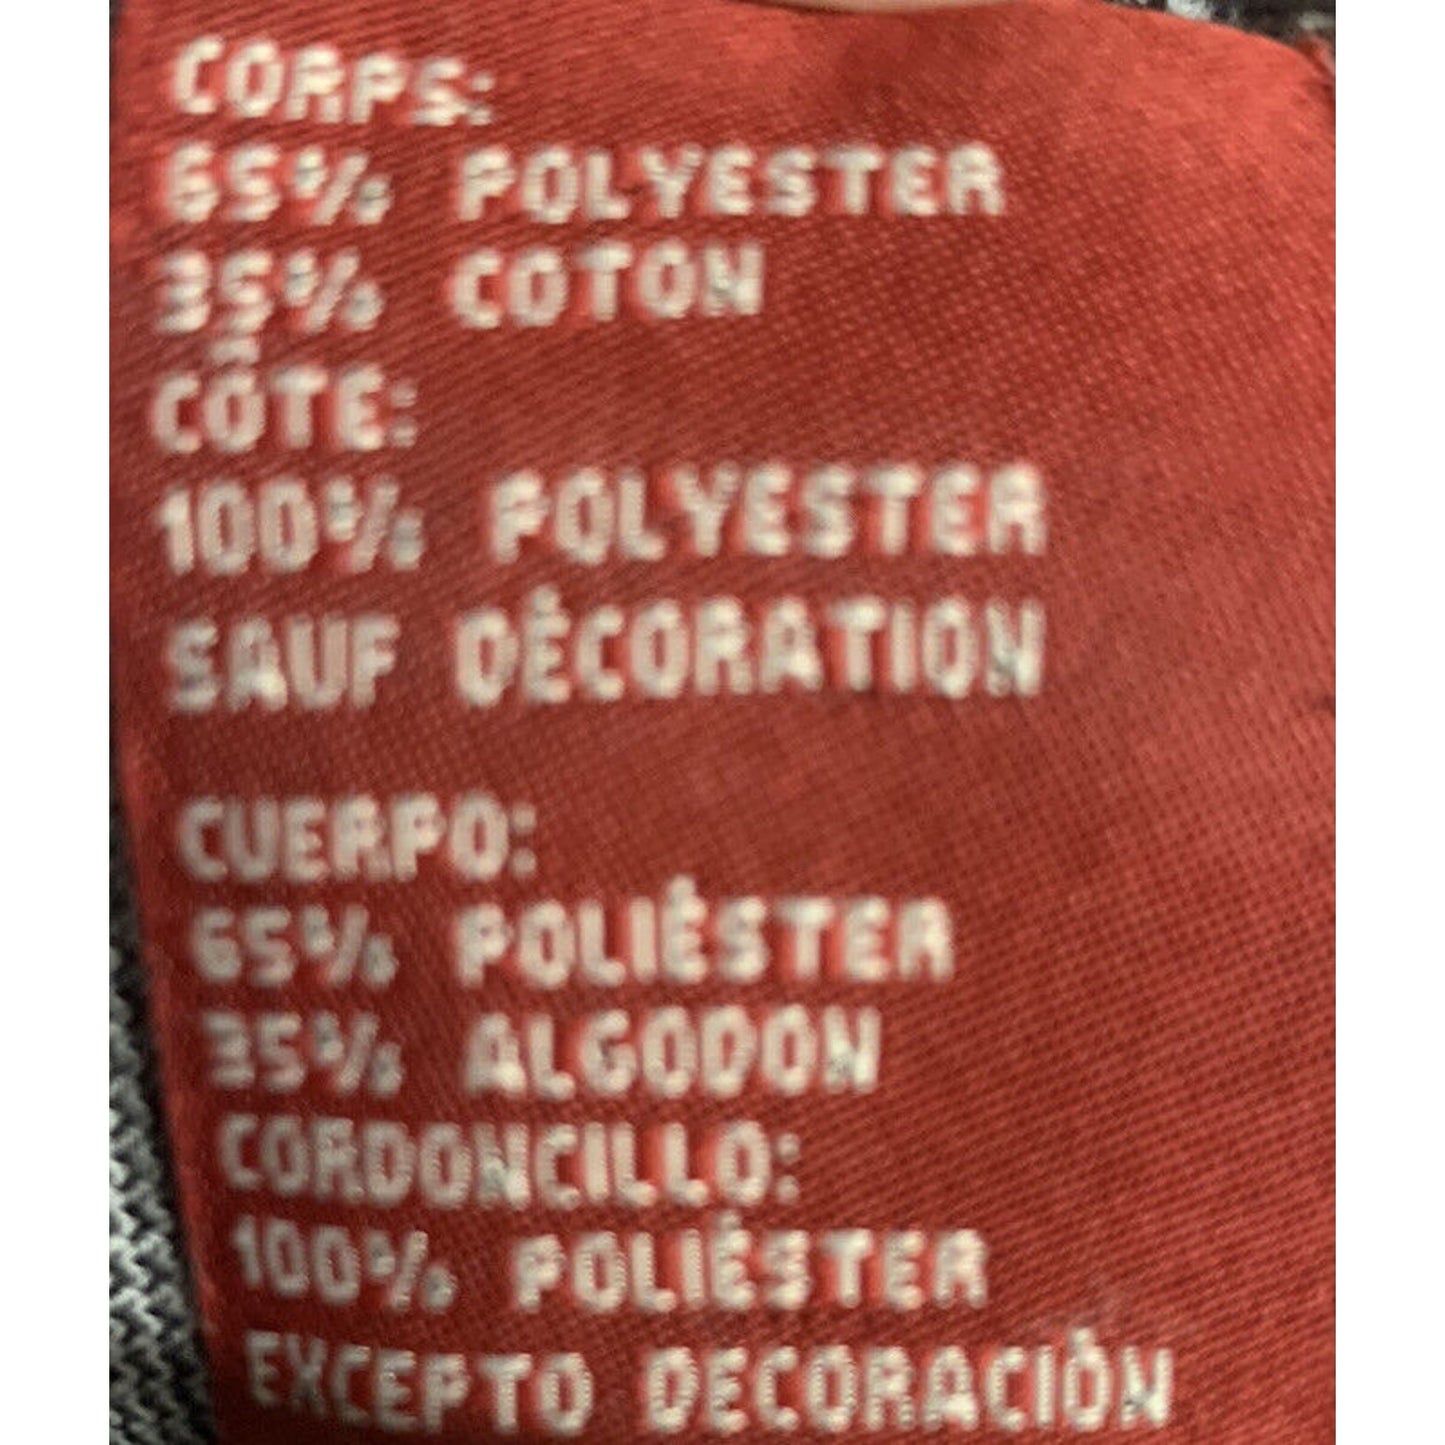 CORPS:
65% POLYESTER
35% COTON
CÔTE:
100% POLYESTER
SAUF DÉCORATION
CUERPO:
65% POLIÉSTER
35% ALGODON
CORDONCILLO:
100% POLIÉSTER
EXCEPTO DECORACIÓN